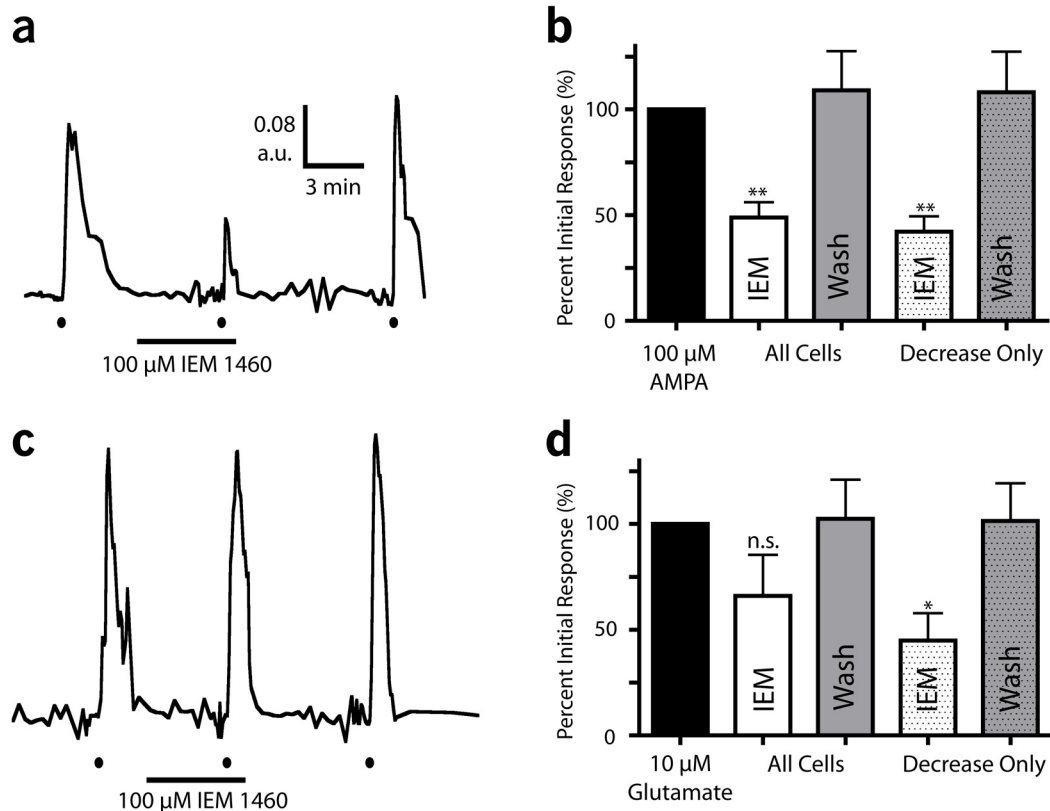 a
0.08
a.u.
3 min
100 µM IEM 1460
b
Percent Initial Response (%)
100
50
0
**
**
IEM
Wash
IEM
Wash
100 µM
AMPA
All Cells
Decrease Only
c
100 µM IEM 1460
d
Percent Initial Response (%)
100
50
0
n.s.
*
IEM
Wash
IEM
Wash
10 µM
Glutamate
All Cells
Decrease Only